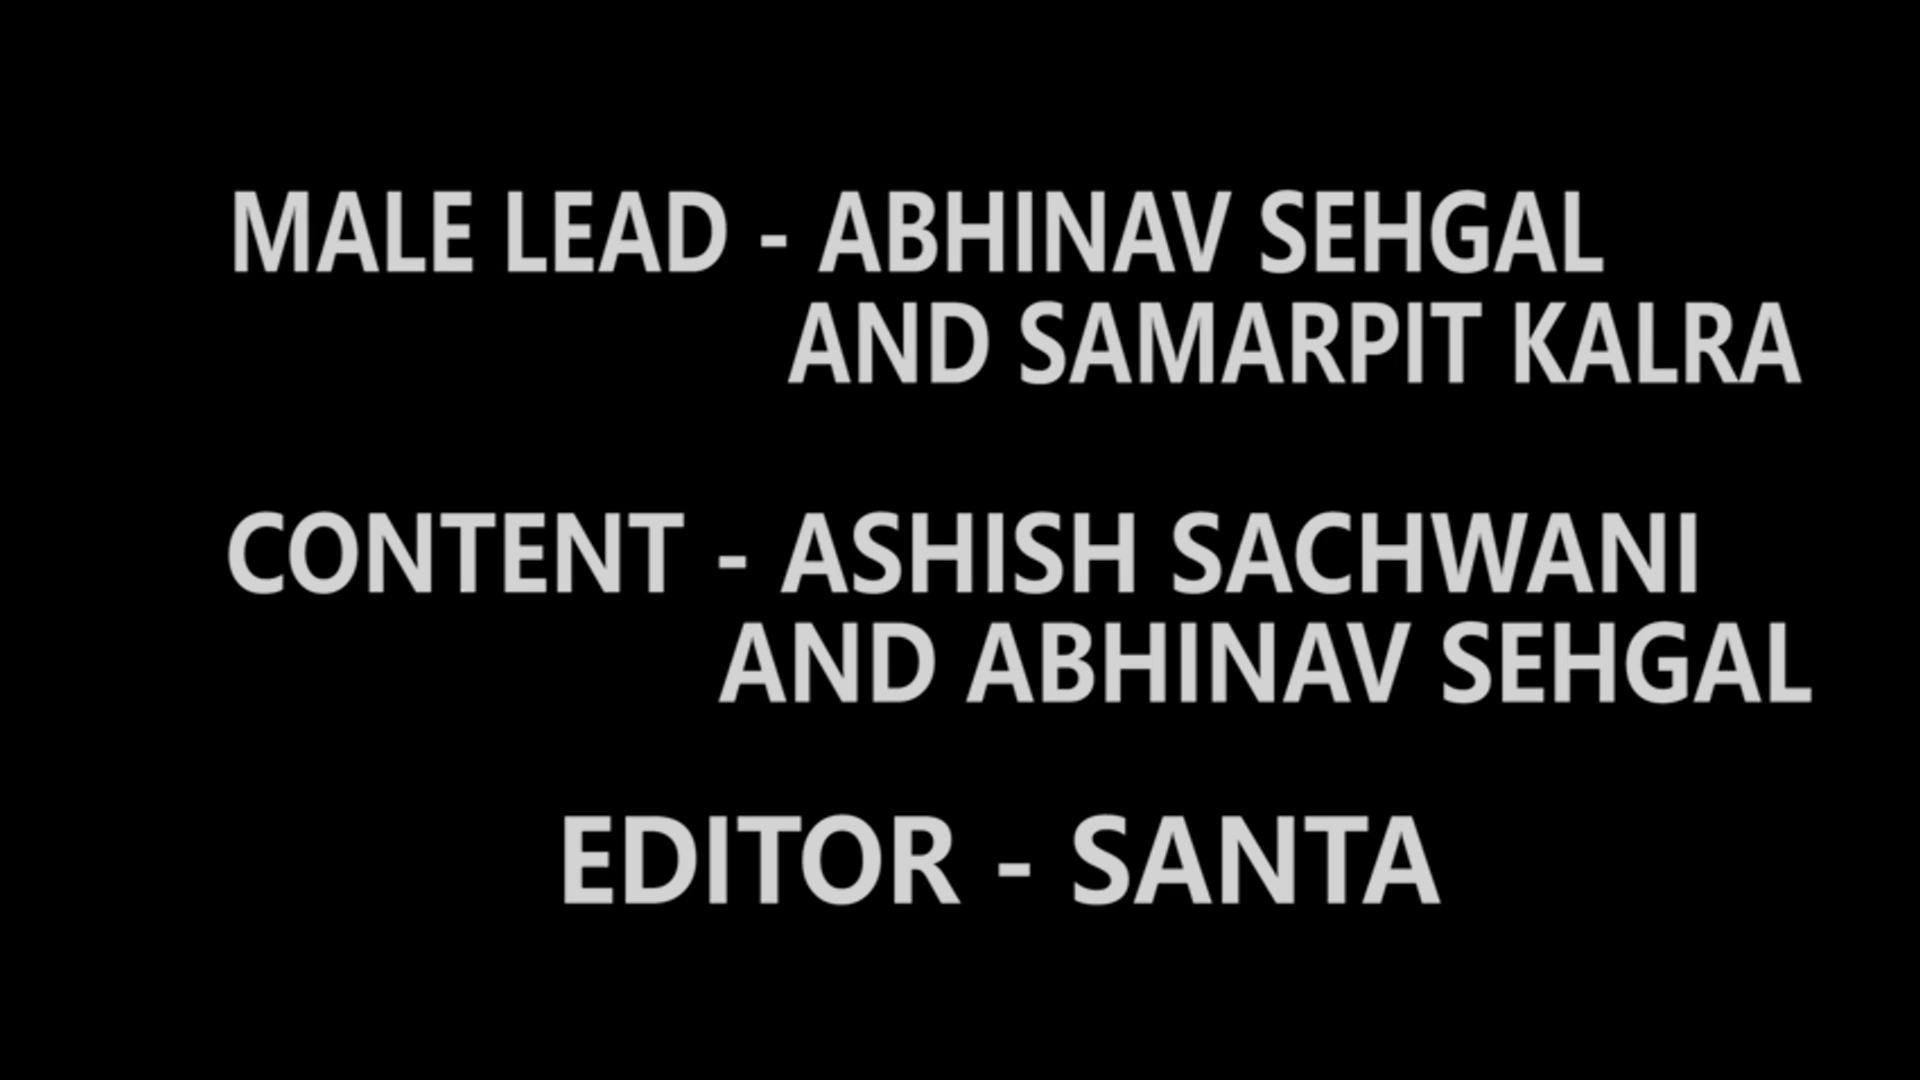 MALE LEAD - ABHINAV SEHGAL
AND SAMARPIT KALRA
CONTENT - ASHISH SACHWANI
AND ABHINAV SEHGAL
EDITOR - SANTA